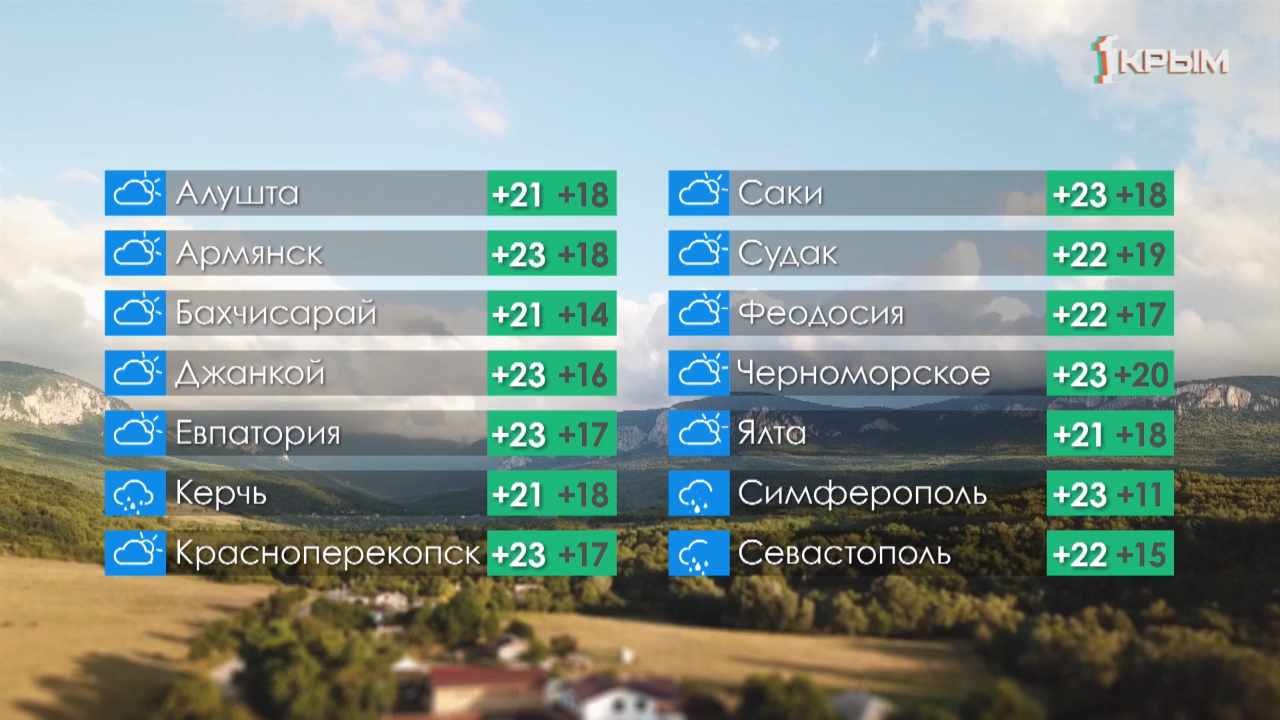 1 КРЫМ
Алушта +21 +18
Армянск +23 +18
Бахчисарай +21 +14
Джанкой +23 +16
Евпатория +23 +17
Керчь +21 +18
Красноперекопск +23 +17
Саки +23 +18
Судак +22 +19
Феодосия +22 +17
Черноморское +23 +20
Ялта +21 +18
Симферополь +23 +11
Севастополь +22 +15